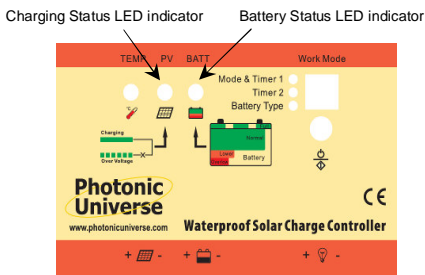 Charging Status LED indicator
Battery Status LED indicator
TEMP PV BATT
Work Mode
Mode & Timer 1
Timer 2
Battery Type
Charging
Over Voltage
Normal
Lower
Battery
Photonic
Universe
www.photonicuniverse.com
Waterproof Solar Charge Controller
CE
+ - + - + -